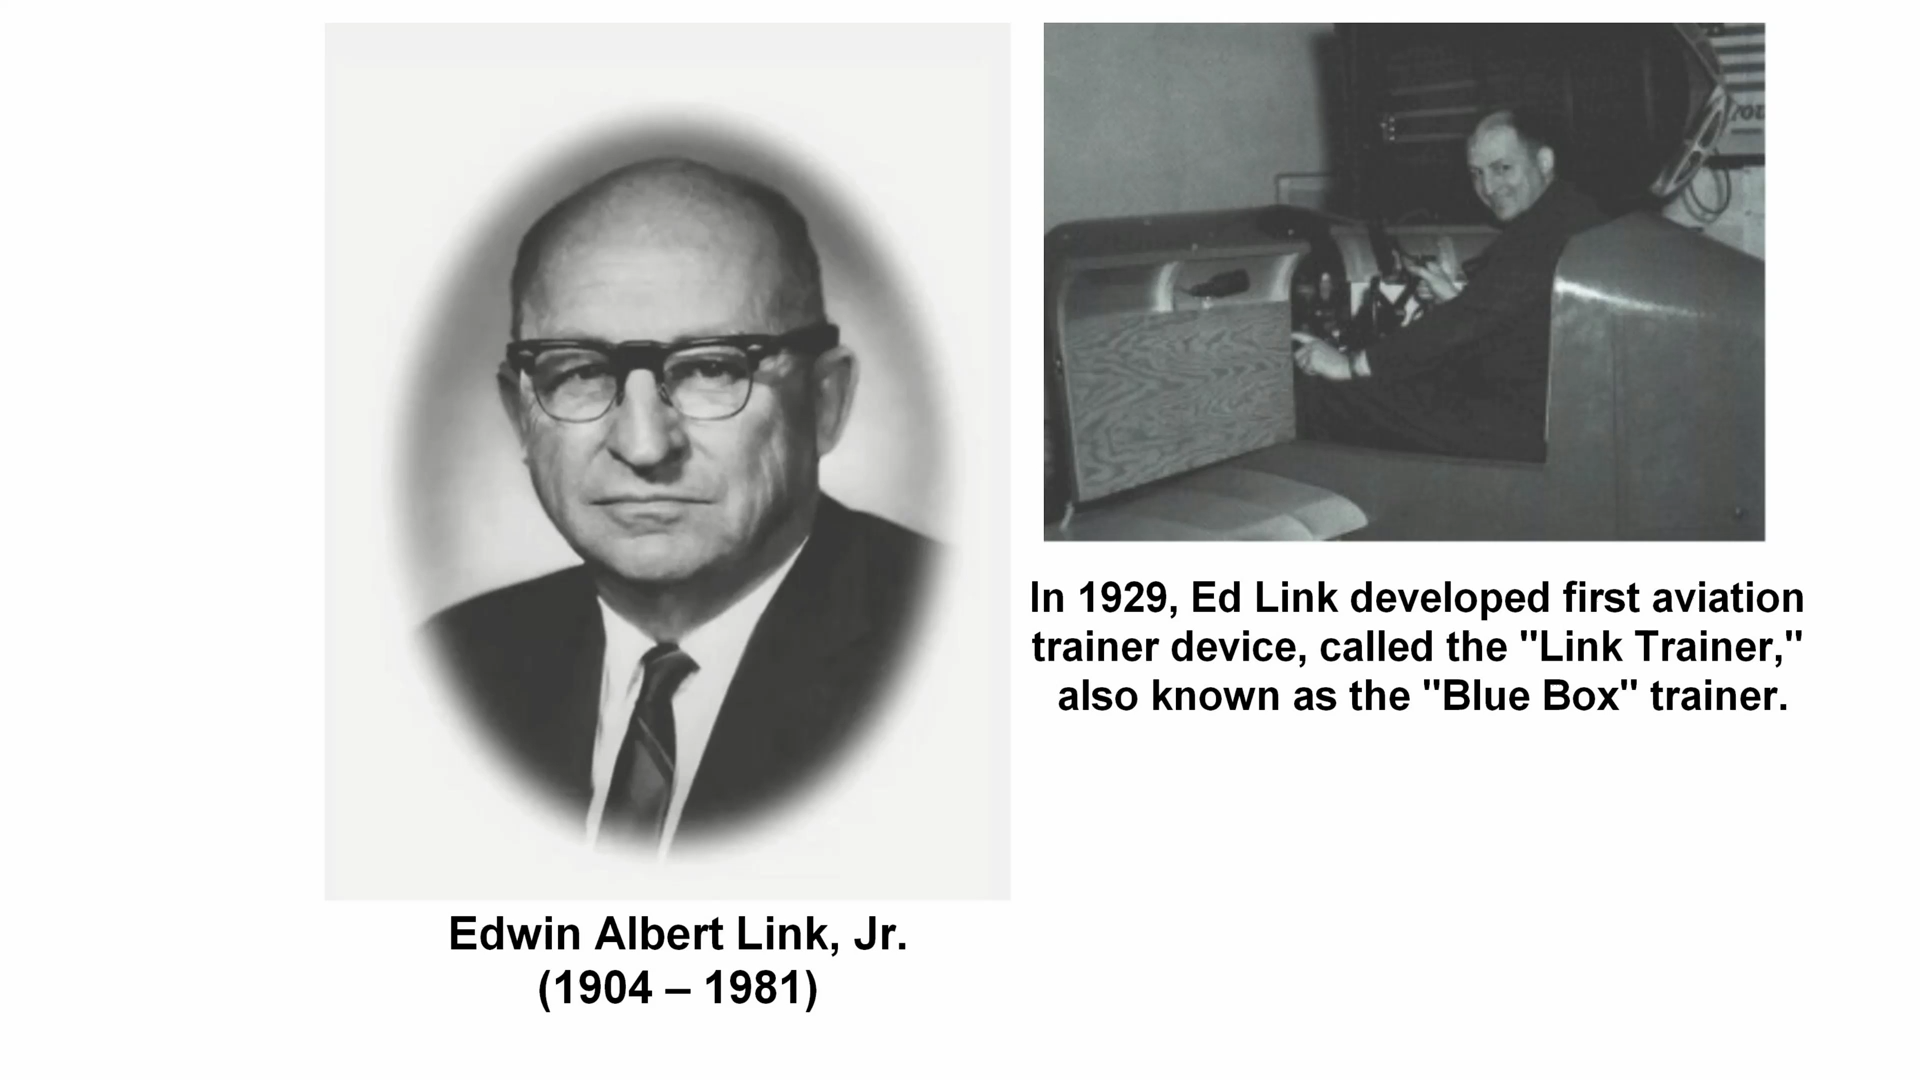 In 1929, Ed Link developed first aviation
trainer device, called the "Link Trainer,"
also known as the "Blue Box" trainer.
Edwin Albert Link, Jr.
(1904 – 1981)